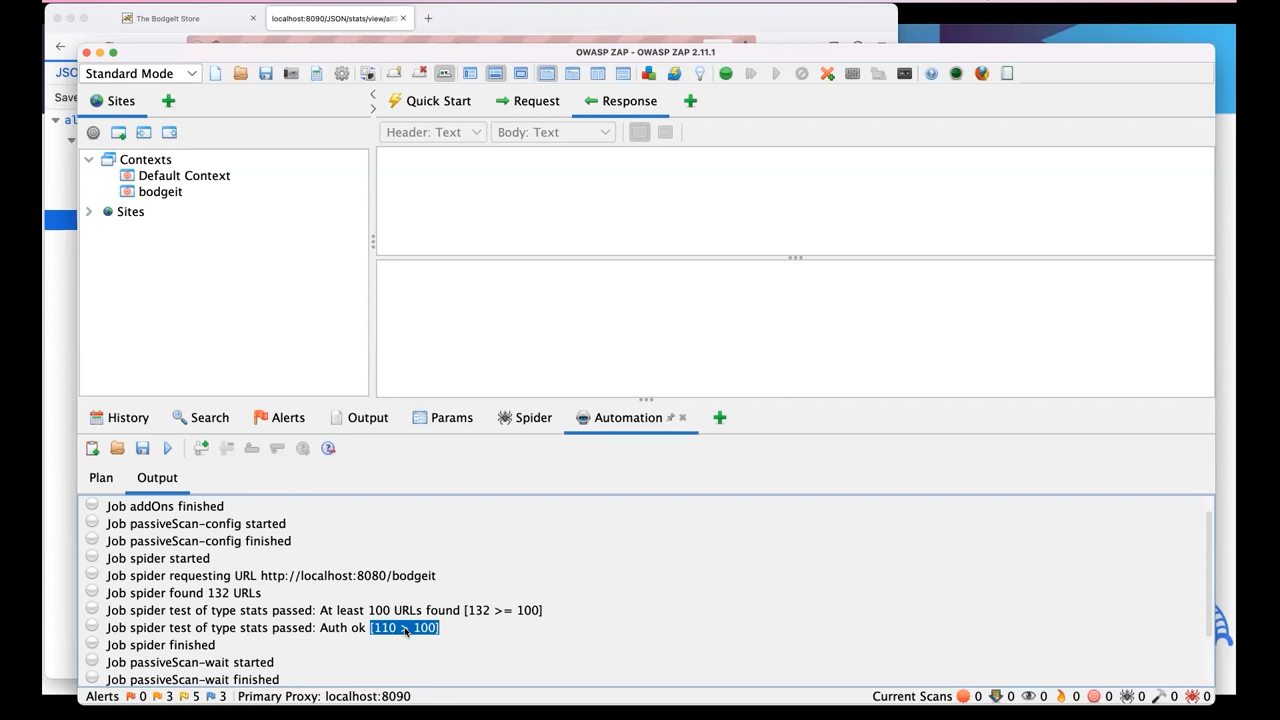 The BodgeIt Store
localhost:8090/JSON/stats/view/allS
JSO
OWASP ZAP - OWASP ZAP 2.11.1
Standard Mode
Save
Sites
Quick Start
Request
Response
al
Header: Text
Body: Text
Contexts
Default Context
bodgeit
Sites
History
Search
Alerts
Output
Params
Spider
Automation
Plan
Output
Job addOns finished
Job passiveScan-config started
Job passiveScan-config finished
Job spider started
Job spider requesting URL http://localhost:8080/bodgeit
Job spider found 132 URLs
Job spider test of type stats passed: At least 100 URLs found [132 >= 100]
Job spider test of type stats passed: Auth ok [110 > 100]
Job spider finished
Job passiveScan-wait started
Job passiveScan-wait finished
Alerts 0 3 5 3 Primary Proxy: localhost:8090 Current Scans 0 0 0 0 0 0 0 0